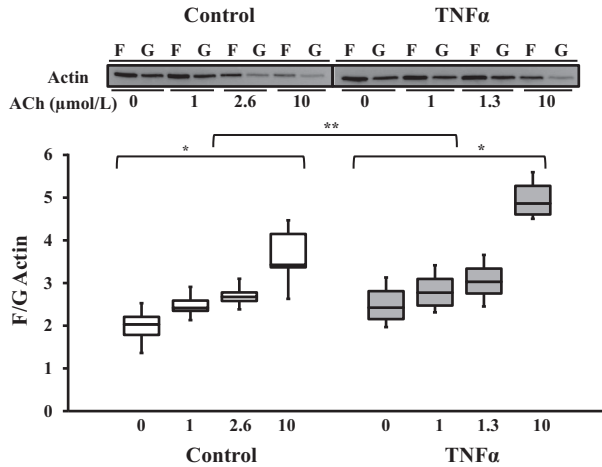 Control TNFα
F G F G F G F G F G F G F G F G
Actin
ACh (µmol/L) 0 1 2.6 10 0 1 1.3 10
**
* *
6
5
4
3
2
1
0
F/G Actin
0 1 2.6 10 0 1 1.3 10
Control TNFα